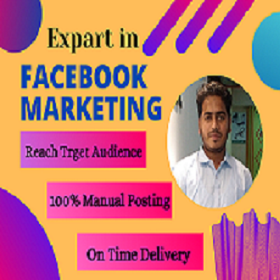 Expart in
FACEBOOK
MARKETING
Reach Trget Audience
100% Manual Posting
On Time Delivery